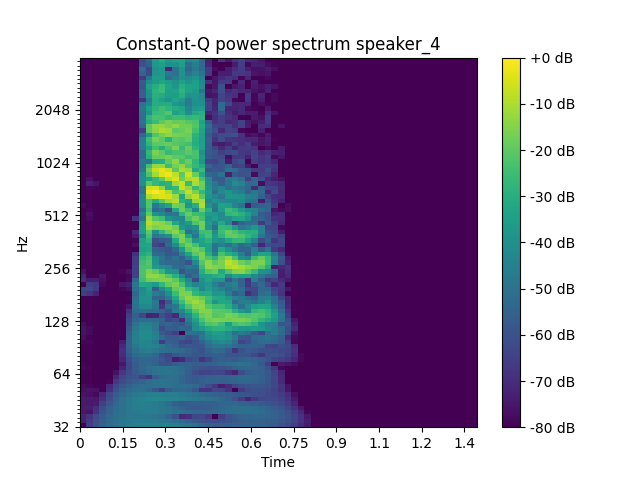 Constant-Q power spectrum speaker_4
+0 dB
-10 dB
-20 dB
-30 dB
-40 dB
-50 dB
-60 dB
-70 dB
-80 dB
Hz
2048
1024
512
256
128
64
32
0 0.15 0.3 0.45 0.6 0.75 0.9 1.1 1.2 1.4
Time